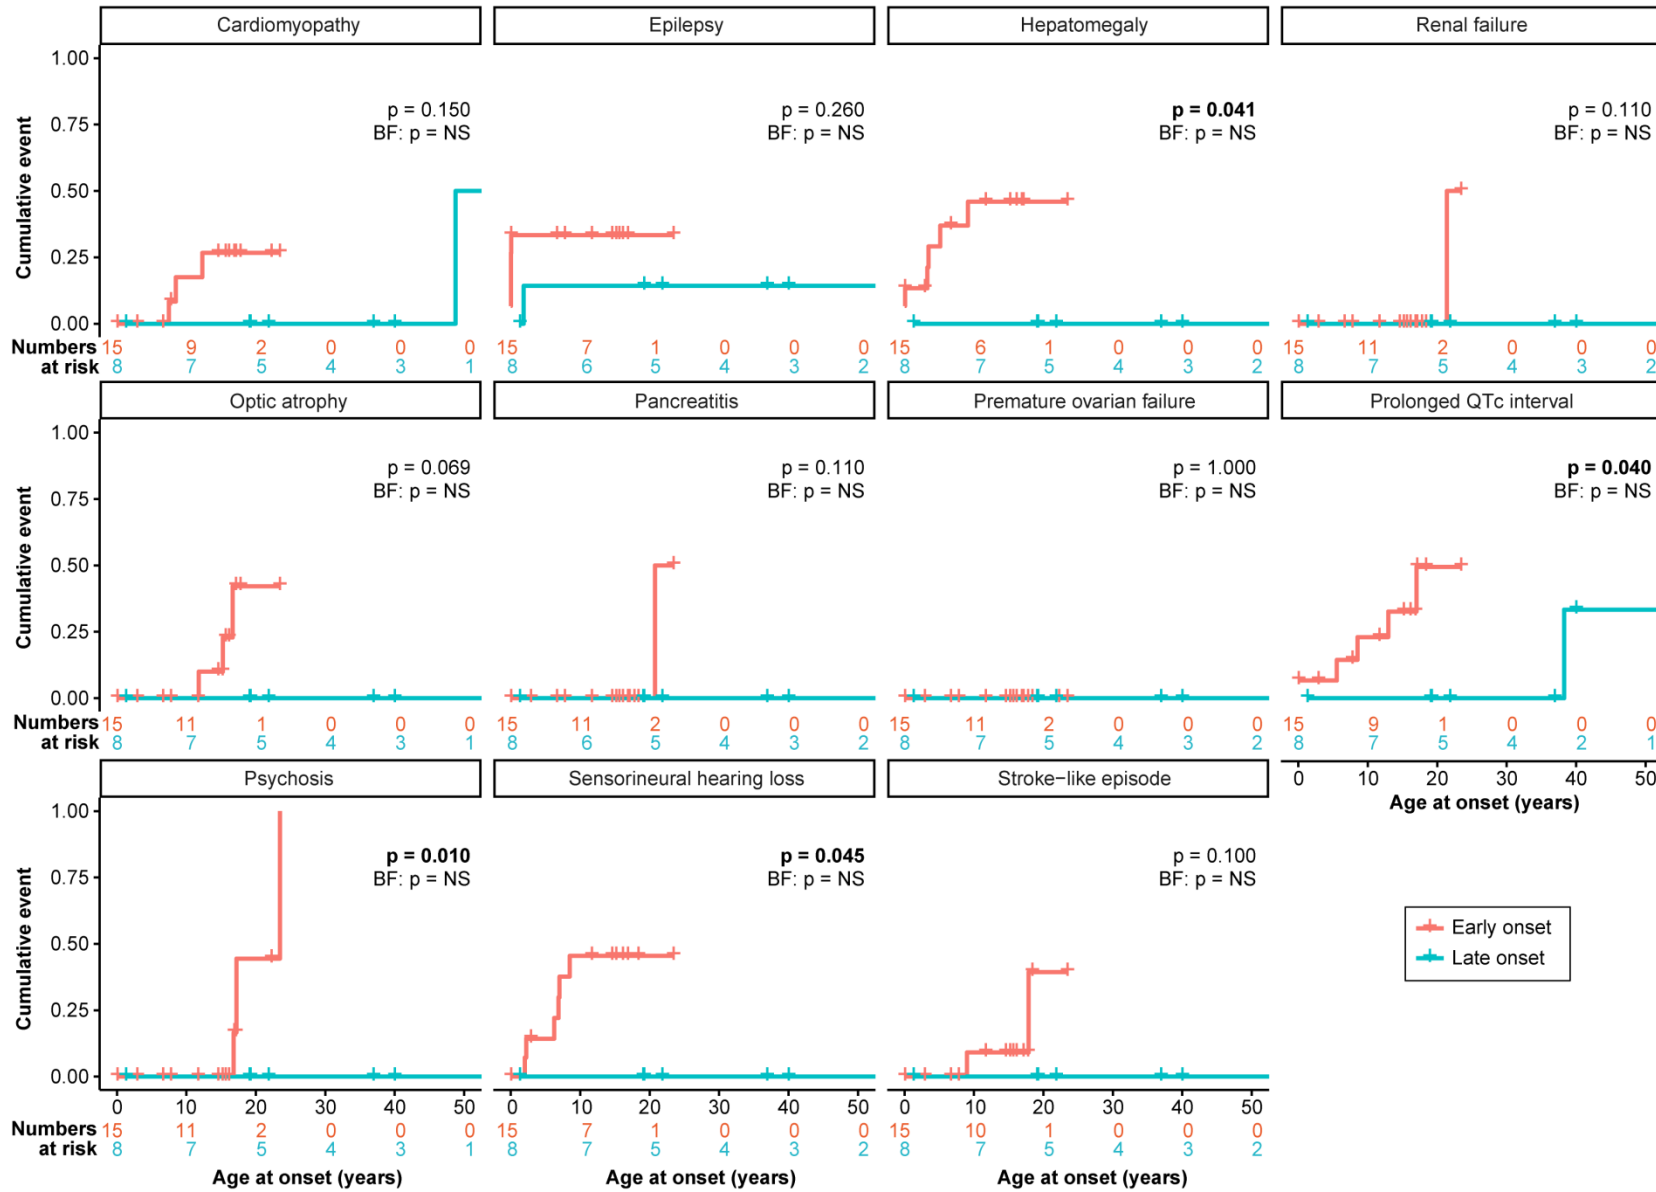 Cardiomyopathy Epilepsy Hepatomegaly Renal failure
Cumulative event
1.00
0.75
0.50
0.25
0.00
p = 0.150
BF: p = NS
p = 0.260
BF: p = NS
p = 0.041
BF: p = NS
p = 0.110
BF: p = NS
Numbers 15 9 2 0 0 0 15 7 1 0 0 0 15 6 1 0 0 0 15 11 2 0 0 0
at risk 8 7 5 4 3 1 8 6 5 4 3 2 8 7 5 4 3 2 8 7 5 4 3 2
Optic atrophy Pancreatitis Premature ovarian failure Prolonged QTc interval
Cumulative event
1.00
0.75
0.50
0.25
0.00
p = 0.069
BF: p = NS
p = 0.110
BF: p = NS
p = 1.000
BF: p = NS
p = 0.040
BF: p = NS
Numbers 15 11 1 0 0 0 15 11 2 0 0 0 15 11 2 0 0 0 15 9 1 0 0 0
at risk 8 7 5 4 3 1 8 6 5 4 3 2 8 7 5 4 3 2 8 7 5 4 2 1
0 10 20 30 40 50
Age at onset (years)
Psychosis Sensorineural hearing loss Stroke−like episode
Cumulative event
1.00
0.75
0.50
0.25
0.00
p = 0.010
BF: p = NS
p = 0.045
BF: p = NS
p = 0.100
BF: p = NS
Early onset
Late onset
0 10 20 30 40 50 0 10 20 30 40 50 0 10 20 30 40 50
Numbers 15 11 2 0 0 0 15 7 1 0 0 0 15 10 1 0 0 0
at risk 8 7 5 4 3 1 8 7 5 4 3 2 8 7 5 4 3 2
Age at onset (years) Age at onset (years) Age at onset (years)